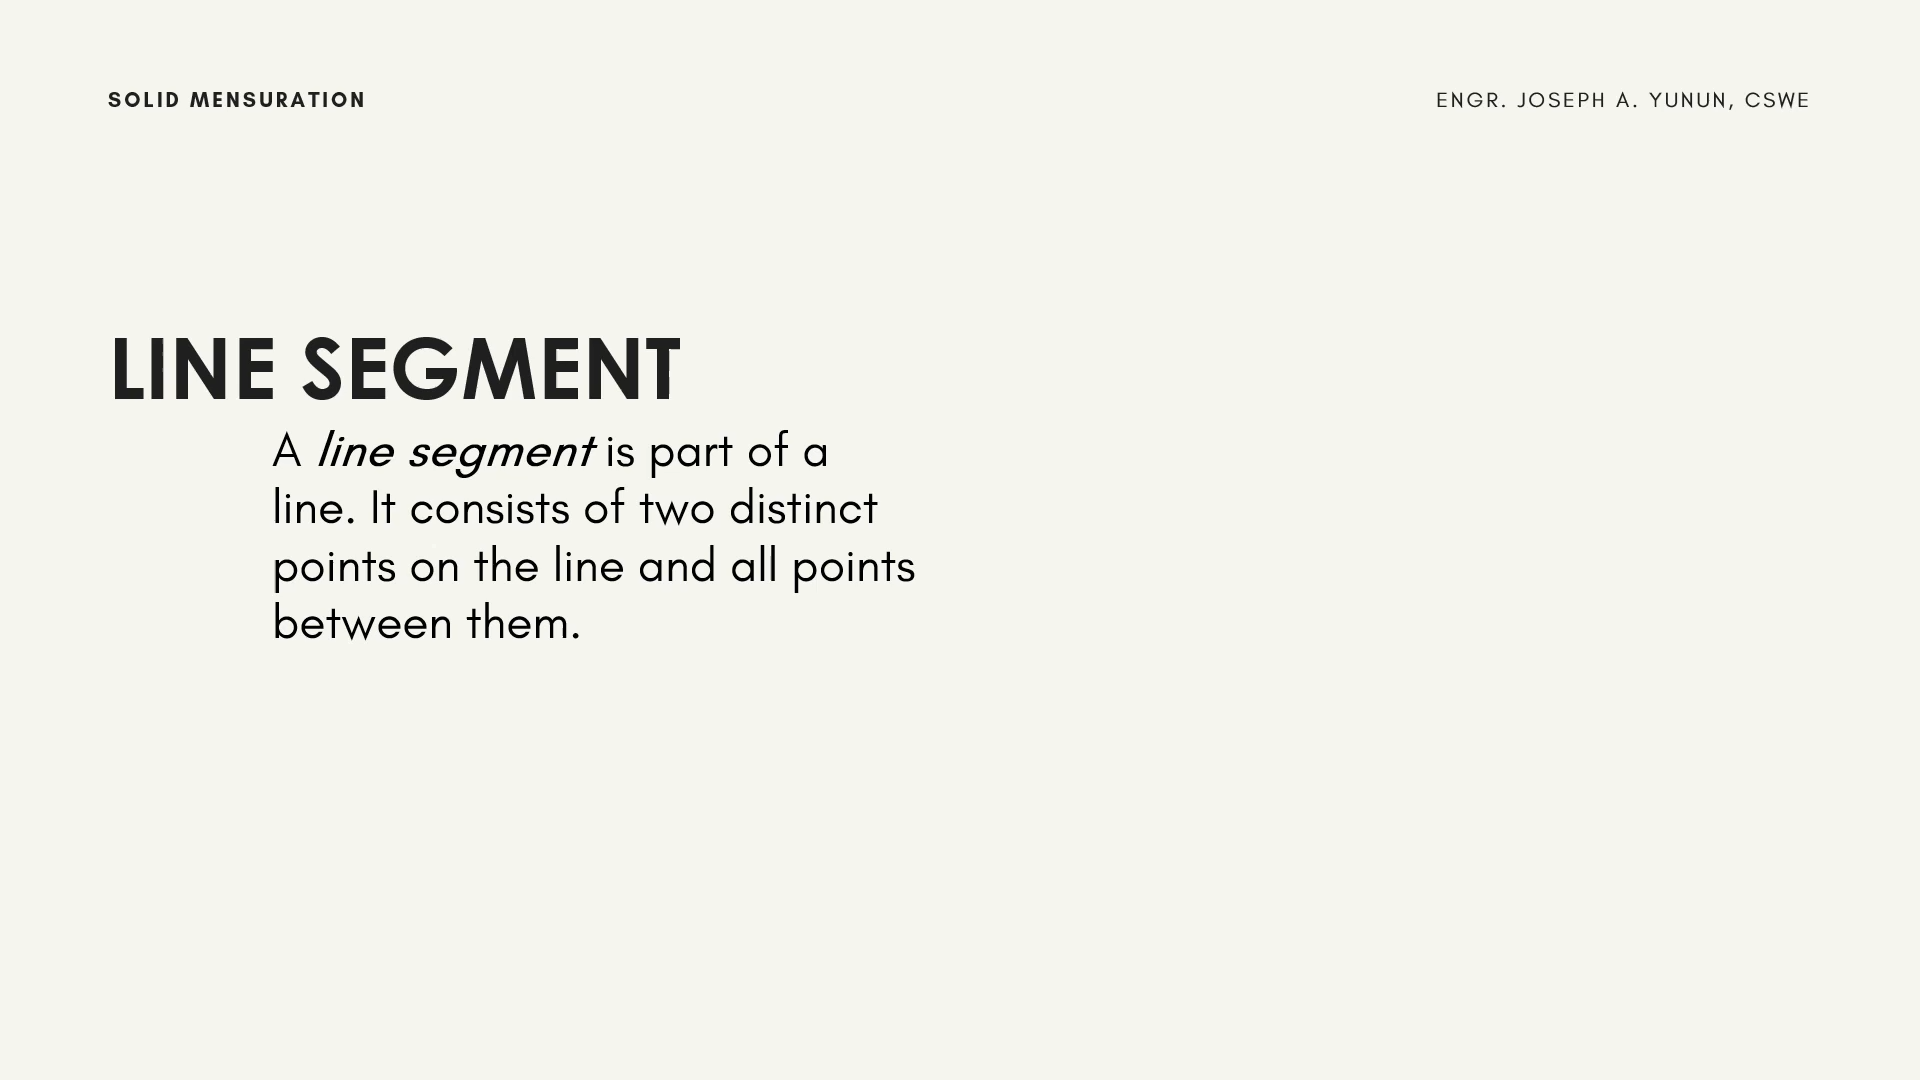 SOLID MENSURATION
ENGR. JOSEPH A. YUNUN, CSWE
LINE SEGMENT
A line segment is part of a
line. It consists of two distinct
points on the line and all points
between them.